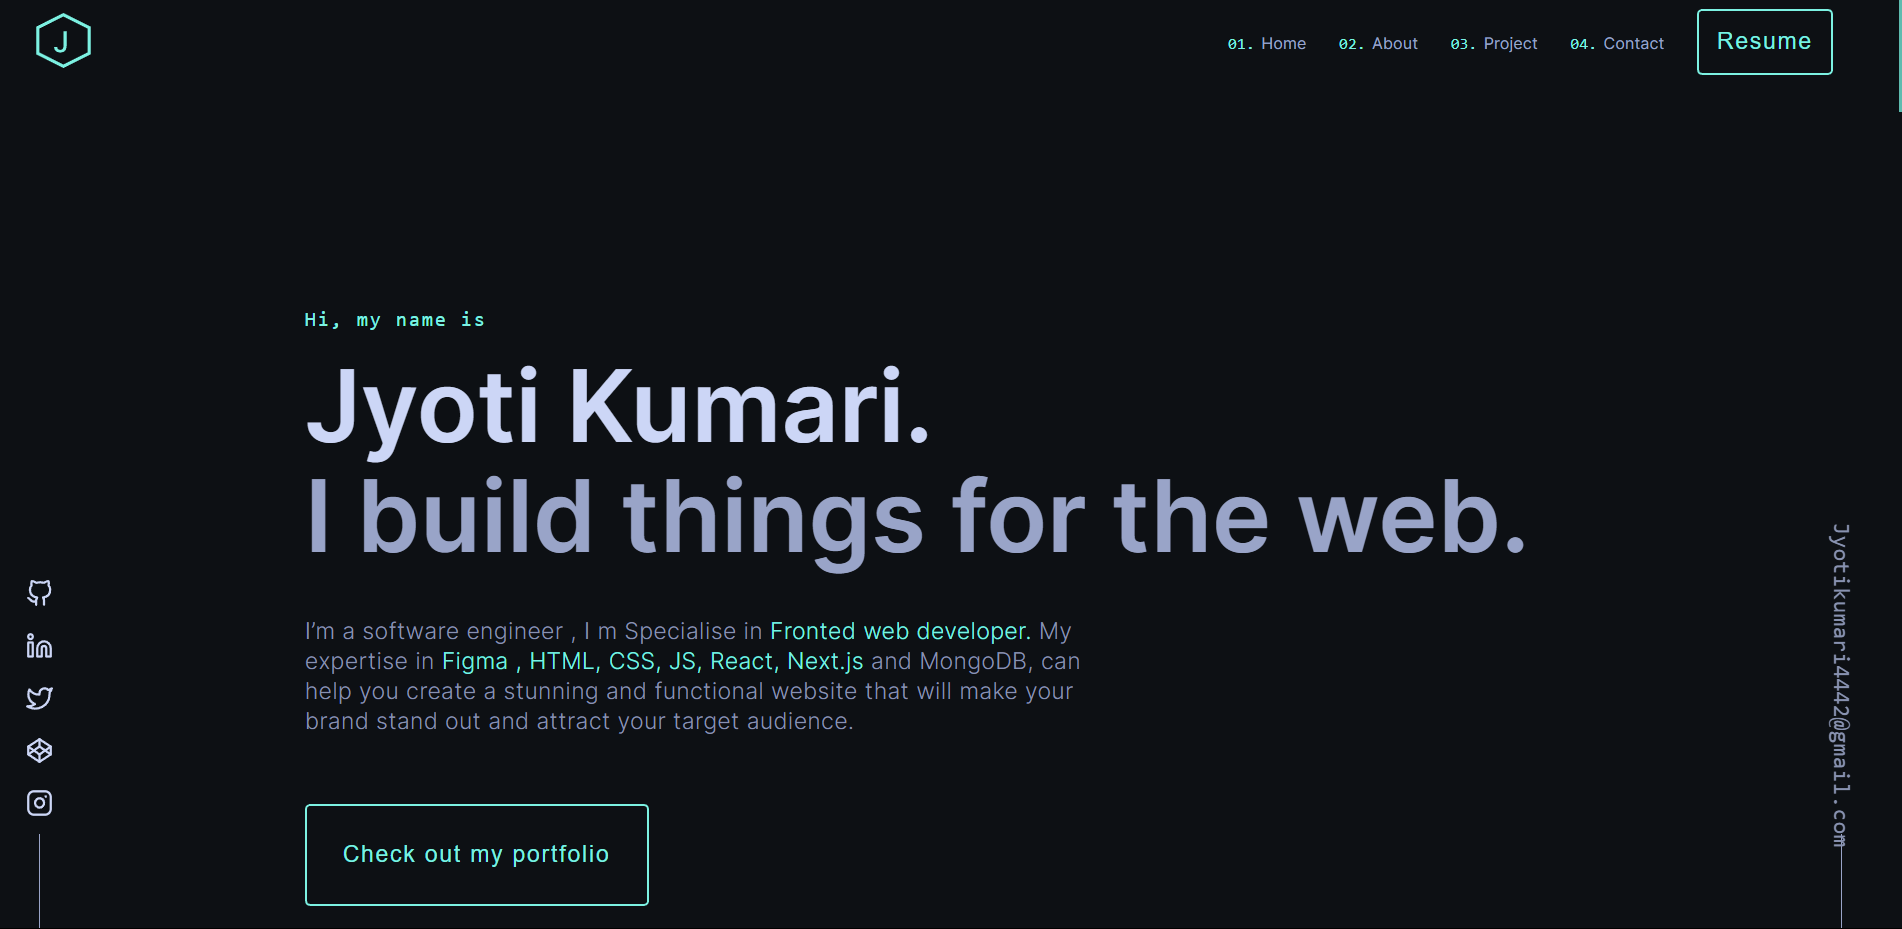 J
01. Home 02. About 03. Project 04. Contact Resume
Hi, my name is
Jyoti Kumari.
I build things for the web.
I’m a software engineer , I m Specialise in Fronted web developer. My
expertise in Figma , HTML, CSS, JS, React, Next.js and MongoDB, can
help you create a stunning and functional website that will make your
brand stand out and attract your target audience.
Check out my portfolio
Jyotikumari4442@gmail.com